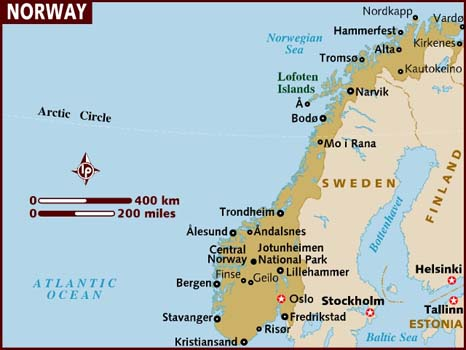 NORWAY
Nordkapp
Vardø
Hammerfest
Norwegian
Sea
Alta
Kirkenes
Tromsø
Kautokeino
Lofoten
Islands
Narvik
Å
Bodø
Arctic Circle
Mo i Rana
SWEDEN
FINLAND
0 400 km
0 200 miles
Trondheim
Bottenhavet
Ålesund
Åndalsnes
Central
Norway
Jotunheimen
National Park
Finse
Geilo
Lillehammer
ATLANTIC
OCEAN
Bergen
Helsinki
Oslo
Stockholm
Tallinn
Stavanger
Fredrikstad
ESTONIA
Risør
Baltic Sea
Kristiansand